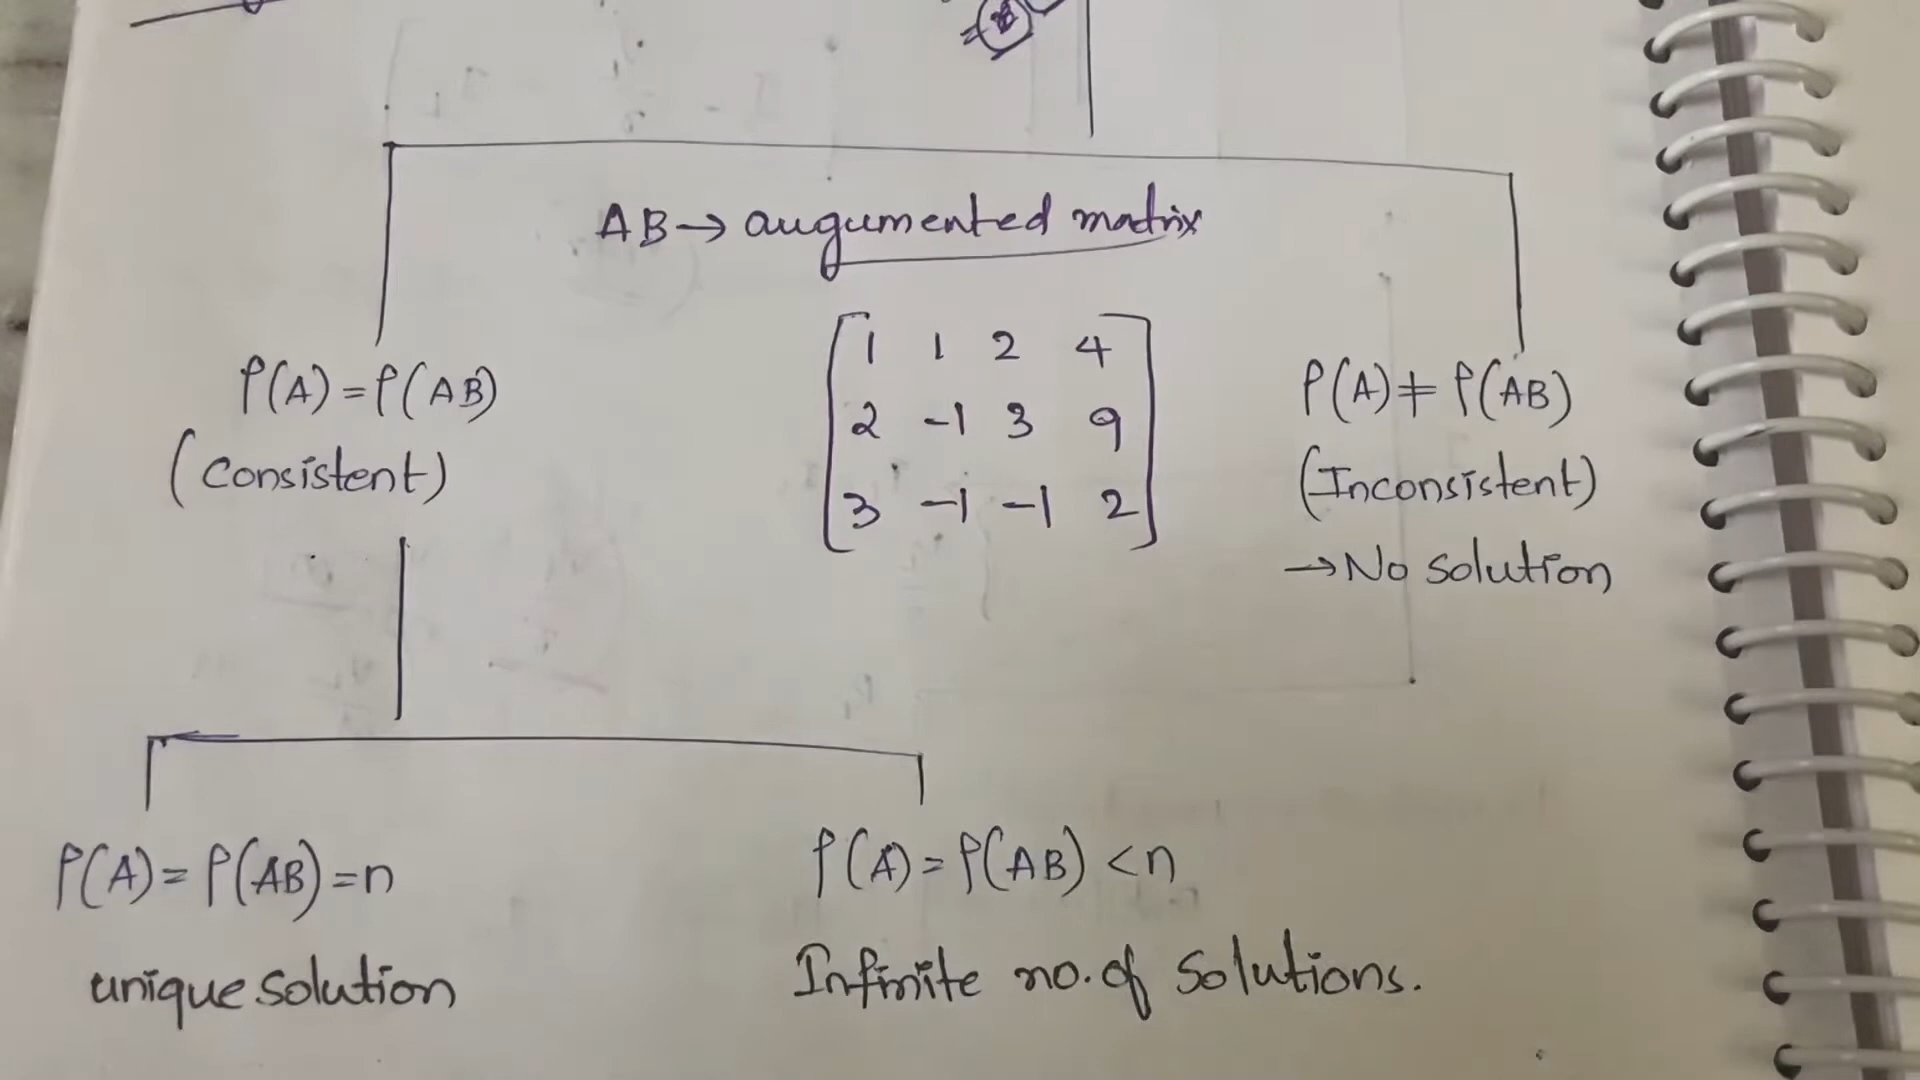 AB→ augumented matrix
1 1 2 4
2 -1 3 9
3 -1 -1 2
ρ(A)=ρ(AB)
(Consistent)
ρ(A)≠ρ(AB)
(Inconsistent)
→No solution
ρ(A)=ρ(AB)=n
unique solution
ρ(A)=ρ(AB)<n
Infinite no. of Solutions.